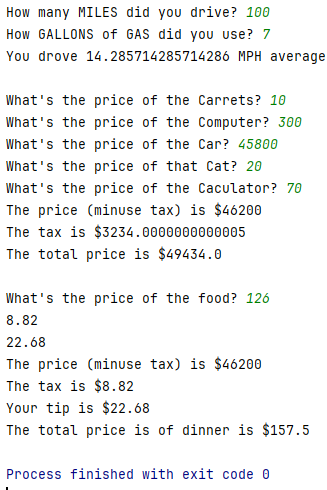 How many MILES did you drive? 100
How GALLONS of GAS did you use? 7
You drove 14.285714285714286 MPH average
What's the price of the Carrets? 10
What's the price of the Computer? 300
What's the price of the Car? 45800
What's the price of that Cat? 20
What's the price of the Caculator? 70
The price (minuse tax) is $46200
The tax is $3234.0000000000005
The total price is $49434.0
What's the price of the food? 126
8.82
22.68
The price (minuse tax) is $46200
The tax is $8.82
Your tip is $22.68
The total price is of dinner is $157.5
Process finished with exit code 0